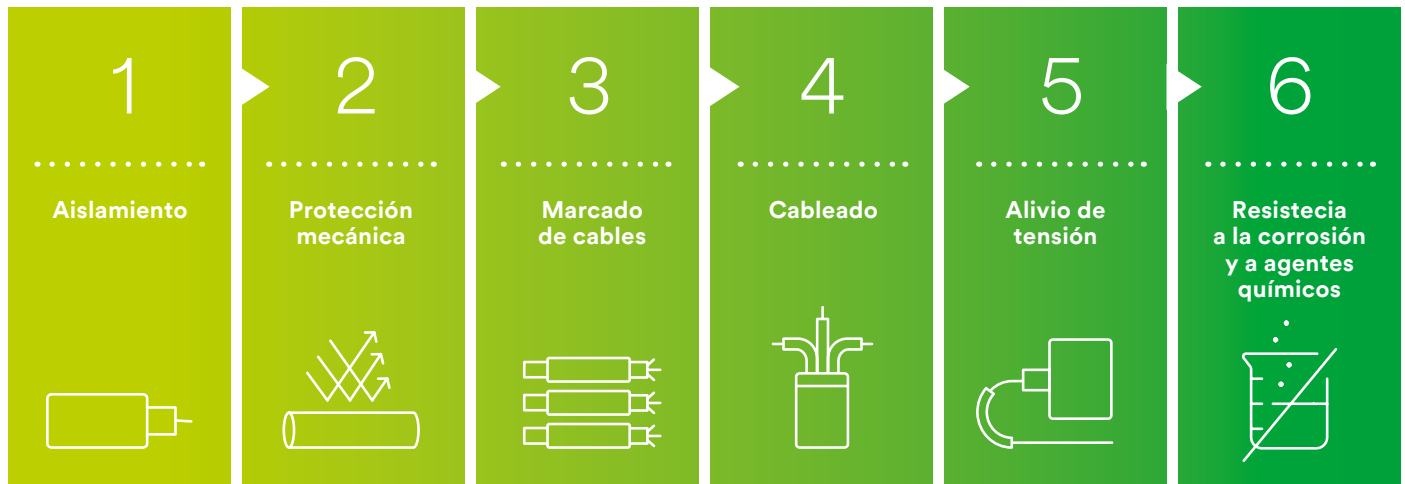 1
Aislamiento
2
Protección
mecánica
3
Marcado
de cables
4
Cableado
5
Alivio de
tensión
6
Resistecia
a la corrosión
y a agentes
químicos